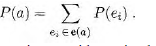 P(a) = ∑ P(e_i) .
e_i ∈ e(a)